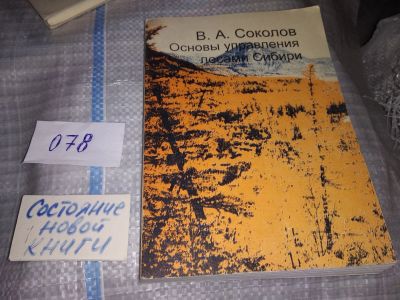 В. А. Соколов
Основы управления
лесами Сибири
078
Состояние
новой
книги